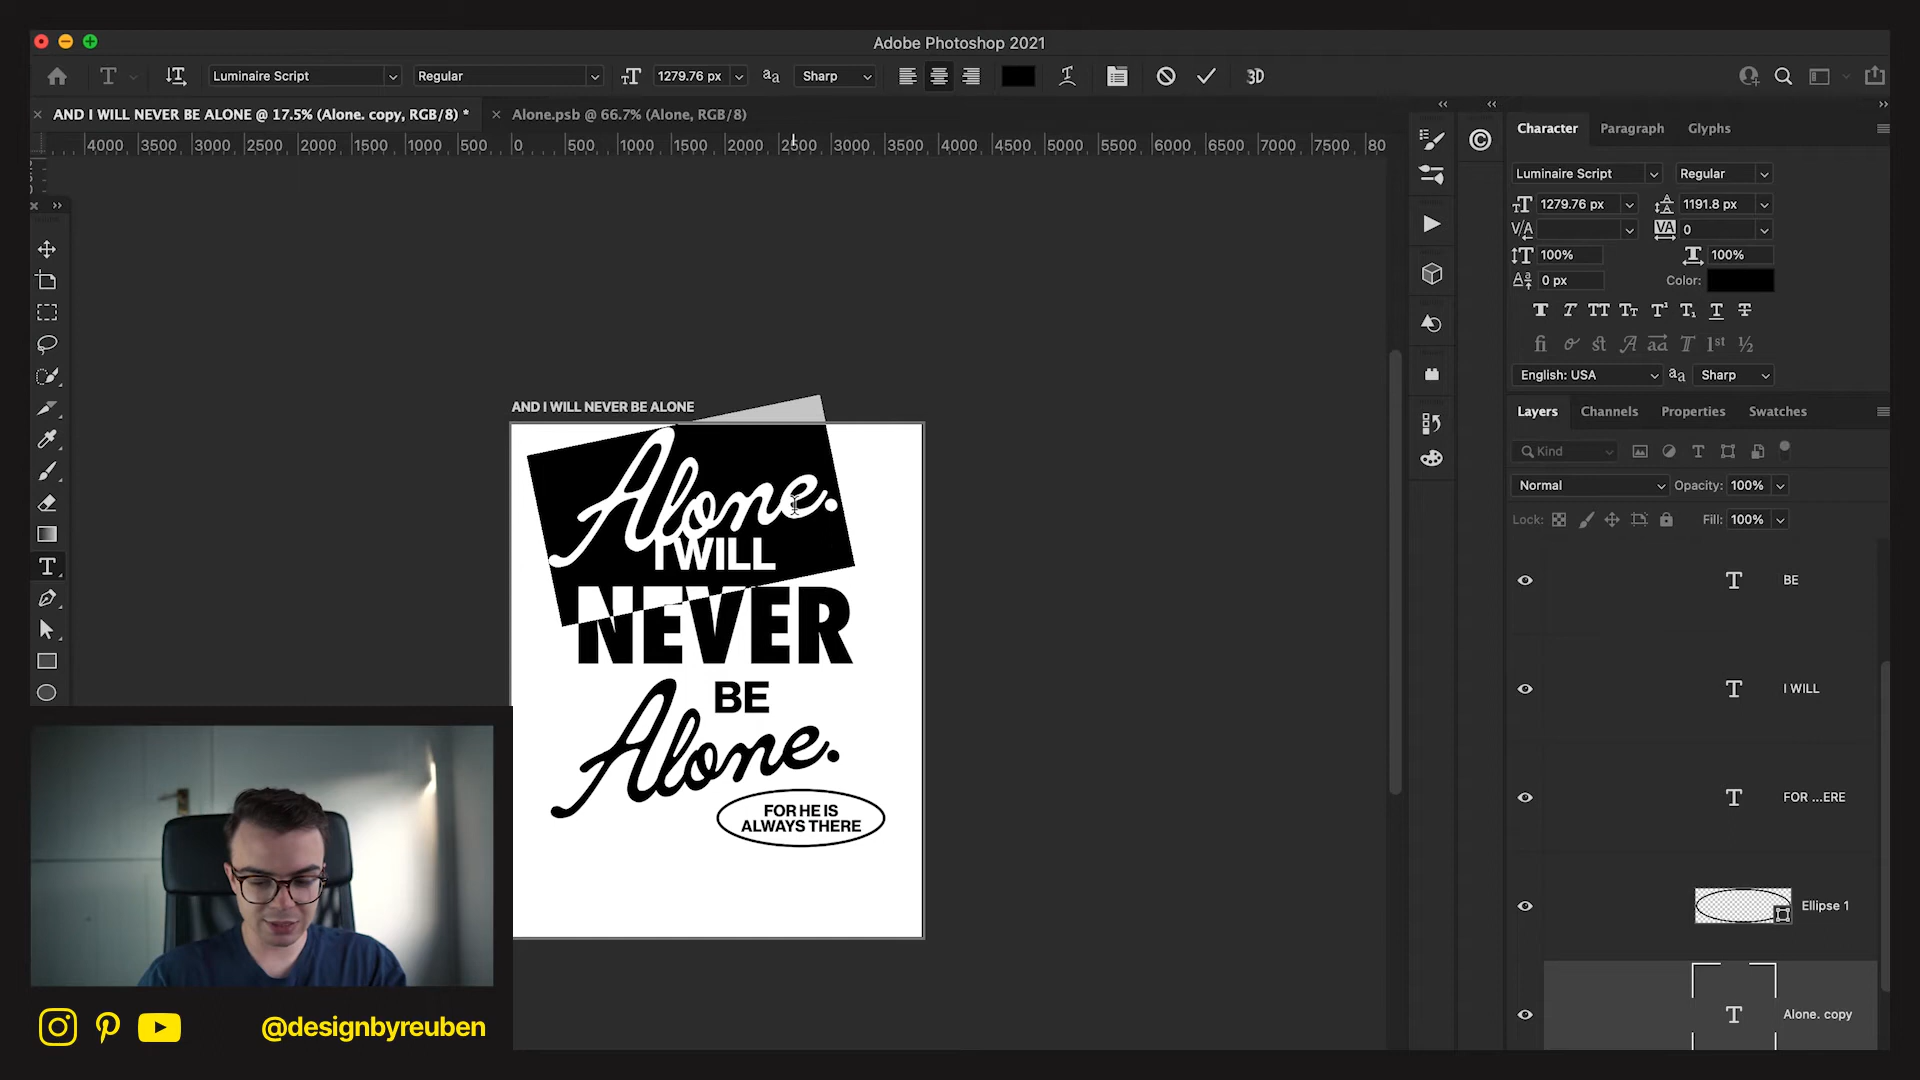 Adobe Photoshop 2021
Luminaire Script
Regular
1279.76 px
Sharp
3D
AND I WILL NEVER BE ALONE @ 17.5% (Alone. copy, RGB/8) *
Alone.psb @ 66.7% (Alone, RGB/8)
4000 3500 3000 2500 2000 1500 1000 500 0 500 1000 1500 2000 2500 3000 3500 4000 4500 5000 5500 6000 6500 7000 7500 80
AND I WILL NEVER BE ALONE
Alone.
I WILL
NEVER
BE
Alone.
FOR HE IS
ALWAYS THERE
@designbyreuben
Character Paragraph Glyphs
Luminaire Script Regular
1279.76 px 1191.8 px
0
100% 100%
0 px Color:
English: USA Sharp
Layers Channels Properties Swatches
Kind
Normal Opacity: 100%
Lock: Fill: 100%
BE
I WILL
FOR ...ERE
Ellipse 1
Alone. copy